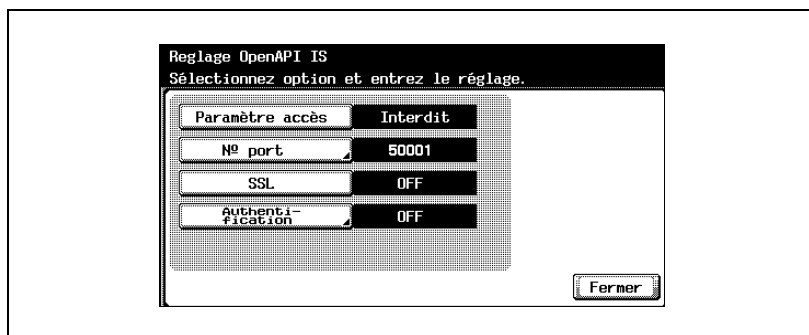 Reglage OpenAPI IS
Sélectionnez option et entrez le réglage.
Paramètre accès Interdit
Nº port 50001
SSL OFF
Authenti-
fication OFF
Fermer